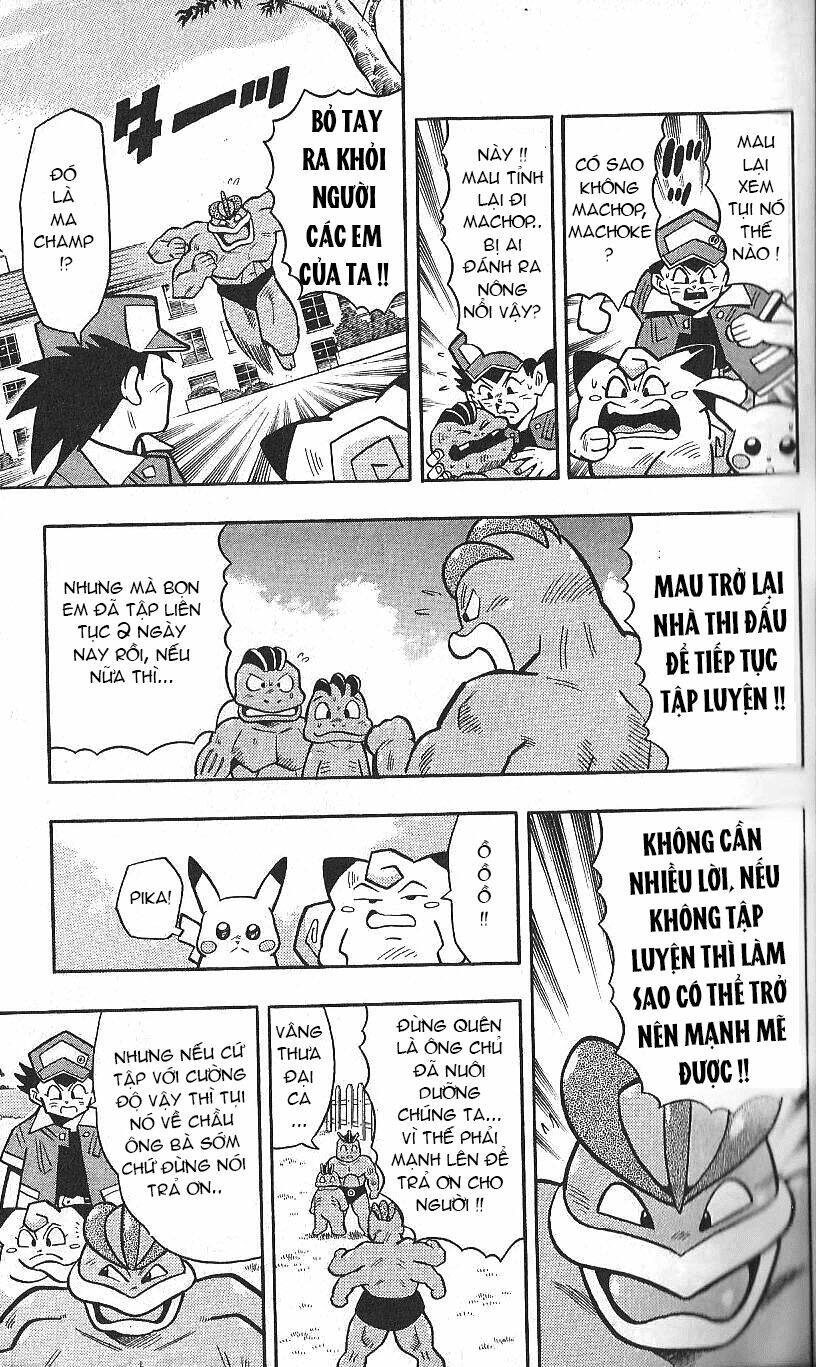 MAU
LẠI
XEM
TỤI NÓ
THẾ
NÀO !
CÓ SAO
KHÔNG
MACHOP,
MACHOKE
?
NÀY !!
MAU TỈNH
LẠI ĐI
MACHOP..
BỊ AI
ĐÁNH RA
NÔNG
NỖI VẬY?
BỎ TAY
RA KHỎI
NGƯỜI
CÁC EM
CỦA TA !!
ターッ
ĐÓ
LÀ
MA
CHAMP
!?
MAU TRỞ LẠI
NHÀ THI ĐẤU
ĐỂ TIẾP TỤC
TẬP LUYỆN !!
NHƯNG MÀ BỌN
EM ĐÃ TẬP LIÊN
TỤC 2 NGÀY
NAY RỒI, NẾU
NỮA THÌ...
KHÔNG CẦN
NHIỀU LỜI, NẾU
KHÔNG TẬP
LUYỆN THÌ LÀM
SAO CÓ THỂ TRỞ
NÊN MẠNH MẼ
ĐƯỢC !!
Ồ
Ồ
Ồ
!!
PIKA!
ĐỪNG QUÊN
LÀ ÔNG CHỦ
ĐÃ NUÔI
DƯỠNG
CHÚNG TA...
VÌ THẾ PHẢI
MẠNH LÊN ĐỂ
TRẢ ƠN CHO
NGƯỜI !!
VÂNG
THƯA
ĐẠI
CA ..
...
NHƯNG NẾU CỨ
TẬP VỚI CƯỜNG
ĐỘ VẬY THÌ TỤI
NÓ VỀ CHẦU
ÔNG BÀ SỚM
CHỨ ĐỪNG NÓI
TRẢ ƠN..